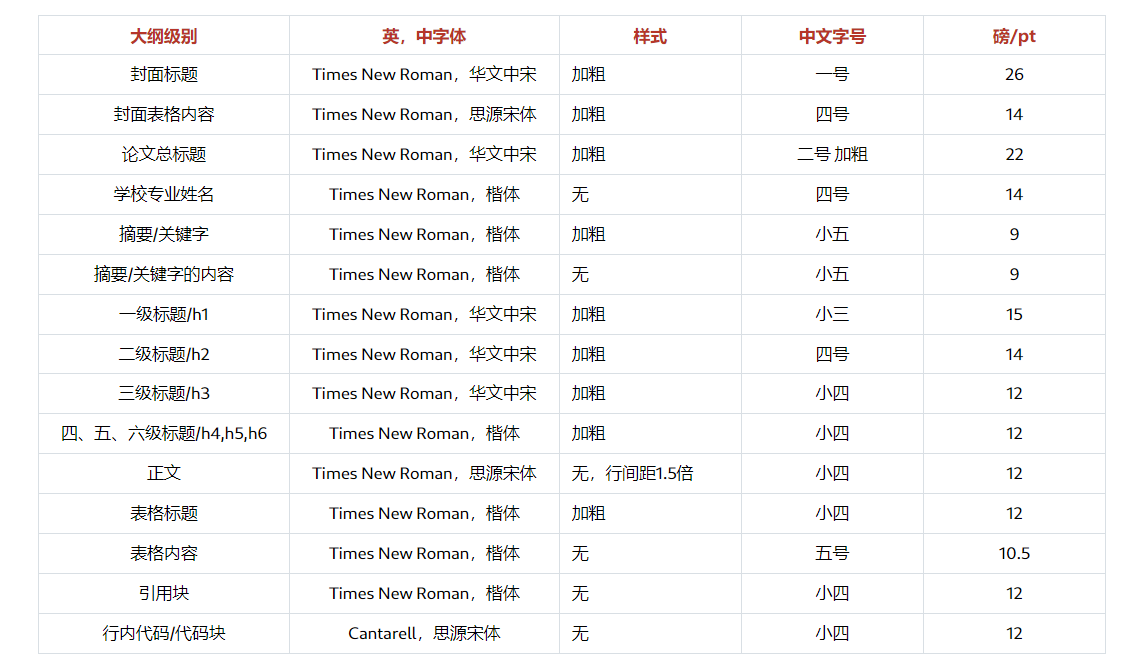 大纲级别 英，中字体 样式 中文字号 磅/pt
封面标题 Times New Roman，华文中宋 加粗 一号 26
封面表格内容 Times New Roman，思源宋体 加粗 四号 14
论文总标题 Times New Roman，华文中宋 加粗 二号 加粗 22
学校专业姓名 Times New Roman，楷体 无 四号 14
摘要/关键字 Times New Roman，楷体 加粗 小五 9
摘要/关键字的内容 Times New Roman，楷体 无 小五 9
一级标题/h1 Times New Roman，华文中宋 加粗 小三 15
二级标题/h2 Times New Roman，华文中宋 加粗 四号 14
三级标题/h3 Times New Roman，华文中宋 加粗 小四 12
四、五、六级标题/h4,h5,h6 Times New Roman，楷体 加粗 小四 12
正文 Times New Roman，思源宋体 无，行间距1.5倍 小四 12
表格标题 Times New Roman，楷体 加粗 小四 12
表格内容 Times New Roman，楷体 无 五号 10.5
引用块 Times New Roman，楷体 无 小四 12
行内代码/代码块 Cantarell，思源宋体 无 小四 12